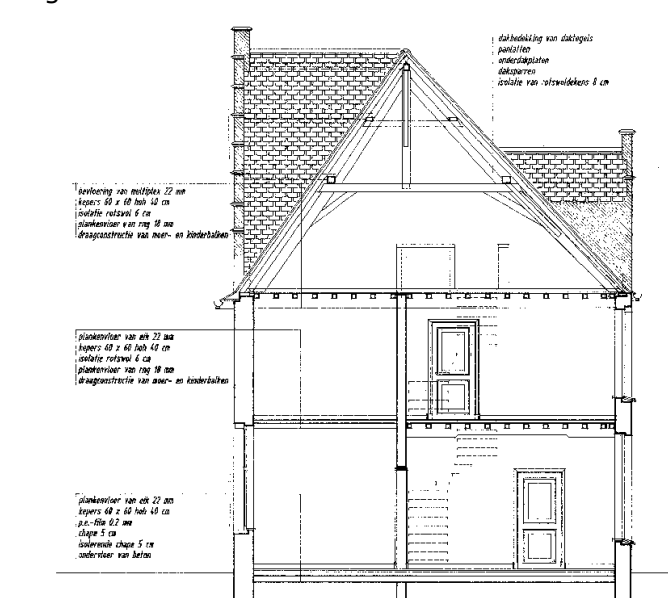 dakbedekking van daktegels
panlatten
onderdakplaten
daksparren
isolatie van rotswoldekens 8 cm
bevloering van multiplex 22 mm
kepers 60 x 60 hoh 40 cm
isolatie rotswol 6 cm
plankenvloer van rng 18 mm
draagconstructie van moer- en kinderbalken
plankenvloer van eik 22 mm
kepers 60 x 60 hoh 40 cm
isolatie rotswol 6 cm
plankenvloer van rng 18 mm
draagconstructie van moer- en kinderbalken
plankenvloer van eik 22 mm
kepers 60 x 60 hoh 40 cm
p.e.-film 0.2 mm
chape 5 cm
isolerende chape 5 cm
ondervloer van beton